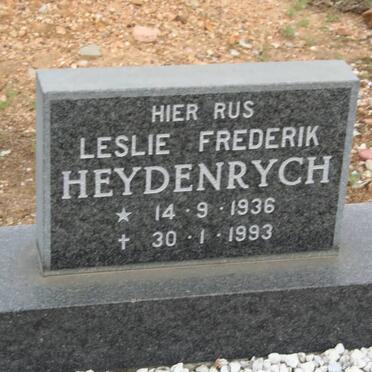 HIER RUS
LESLIE FREDERIK
HEYDENRYCH
★ 14·9·1936
✝ 30·1·1993